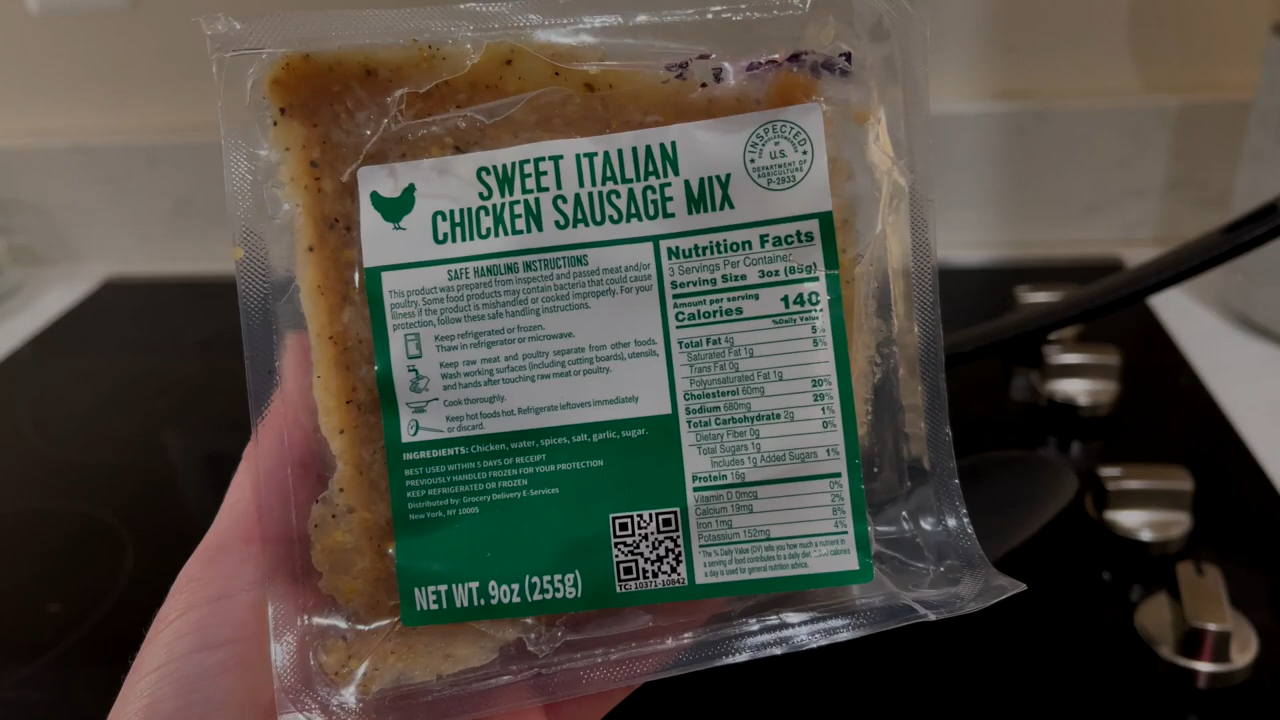 SWEET ITALIAN
CHICKEN SAUSAGE MIX
INSPECTED
FOR WHOLESOMENESS
BY
U.S.
DEPARTMENT OF
AGRICULTURE
P-2933
SAFE HANDLING INSTRUCTIONS
This product was prepared from inspected and passed meat and/or
poultry. Some food products may contain bacteria that could cause
illness if the product is mishandled or cooked improperly. For your
protection, follow these safe handling instructions.
Keep refrigerated or frozen.
Thaw in refrigerator or microwave.
Keep raw meat and poultry separate from other foods.
Wash working surfaces (including cutting boards), utensils,
and hands after touching raw meat or poultry.
Cook thoroughly.
Keep hot foods hot. Refrigerate leftovers immediately
or discard.
INGREDIENTS: Chicken, water, spices, salt, garlic, sugar.
BEST USED WITHIN 5 DAYS OF RECEIPT
PREVIOUSLY HANDLED FROZEN FOR YOUR PROTECTION
KEEP REFRIGERATED OR FROZEN
Distributed by: Grocery Delivery E-Services
New York, NY 10005
NET WT. 9oz (255g)
TC: 10371-10842
Nutrition Facts
3 Servings Per Container
Serving Size 3oz (85g)
Amount per serving
Calories 140
%Daily Value
Total Fat 4g 5%
Saturated Fat 1g 5%
Trans Fat 0g
Polyunsaturated Fat 1g
Cholesterol 60mg 20%
Sodium 680mg 29%
Total Carbohydrate 2g 1%
Dietary Fiber 0g 0%
Total Sugars 1g
Includes 1g Added Sugars 1%
Protein 16g
Vitamin D 0mcg 0%
Calcium 19mg 2%
Iron 1mg 8%
Potassium 152mg 4%
*The % Daily Value (DV) tells you how much a nutrient in
a serving of food contributes to a daily diet. calories
a day is used for general nutrition advice.